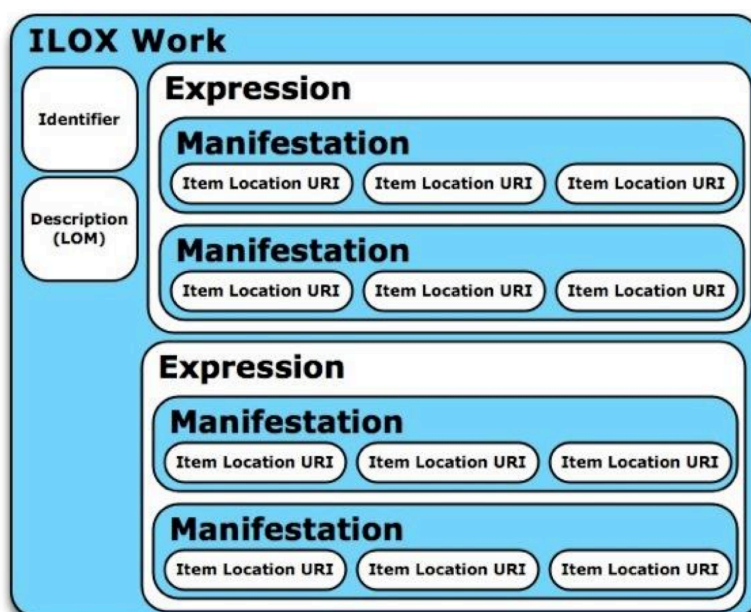 ILOX Work
Identifier
Description
(LOM)
Expression
Manifestation
Item Location URI Item Location URI Item Location URI
Manifestation
Item Location URI Item Location URI Item Location URI
Expression
Manifestation
Item Location URI Item Location URI Item Location URI
Manifestation
Item Location URI Item Location URI Item Location URI